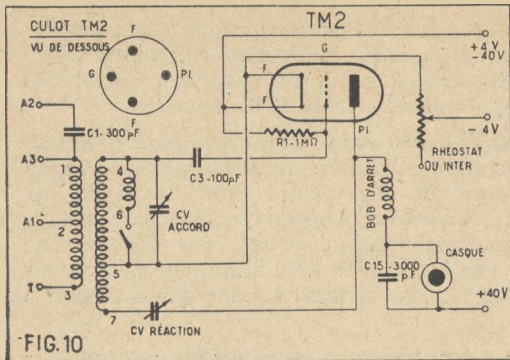 CULOT TM2
VU DE DESSOUS
TM2
F
G
PL
F
A2
C1-300pF
A3
1
A1
2
T
3
4
6
5
7
CV
ACCORD
CV RÉACTION
C3-100pF
R1-1MΩ
F
F
G
Pl
+4V
-40V
-4V
RHEOSTAT
OU INTER
BOB D'ARRET
C15-3000
pF
CASQUE
+40V
FIG.10